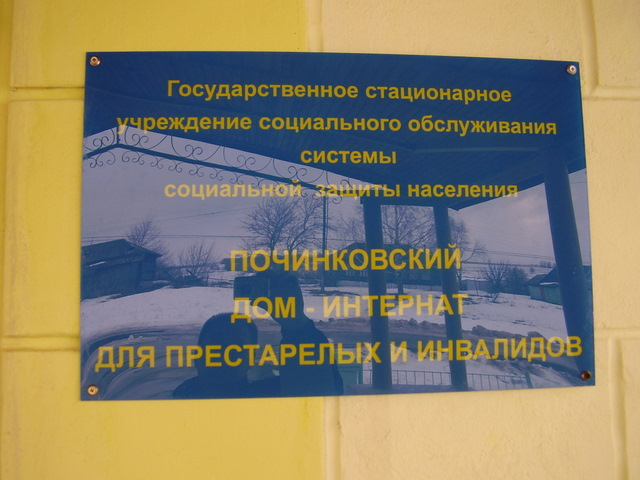 Государственное стационарное
учреждение социального обслуживания
системы
социальной защиты населения
ПОЧИНКОВСКИЙ
ДОМ - ИНТЕРНАТ
ДЛЯ ПРЕСТАРЕЛЫХ И ИНВАЛИДОВ